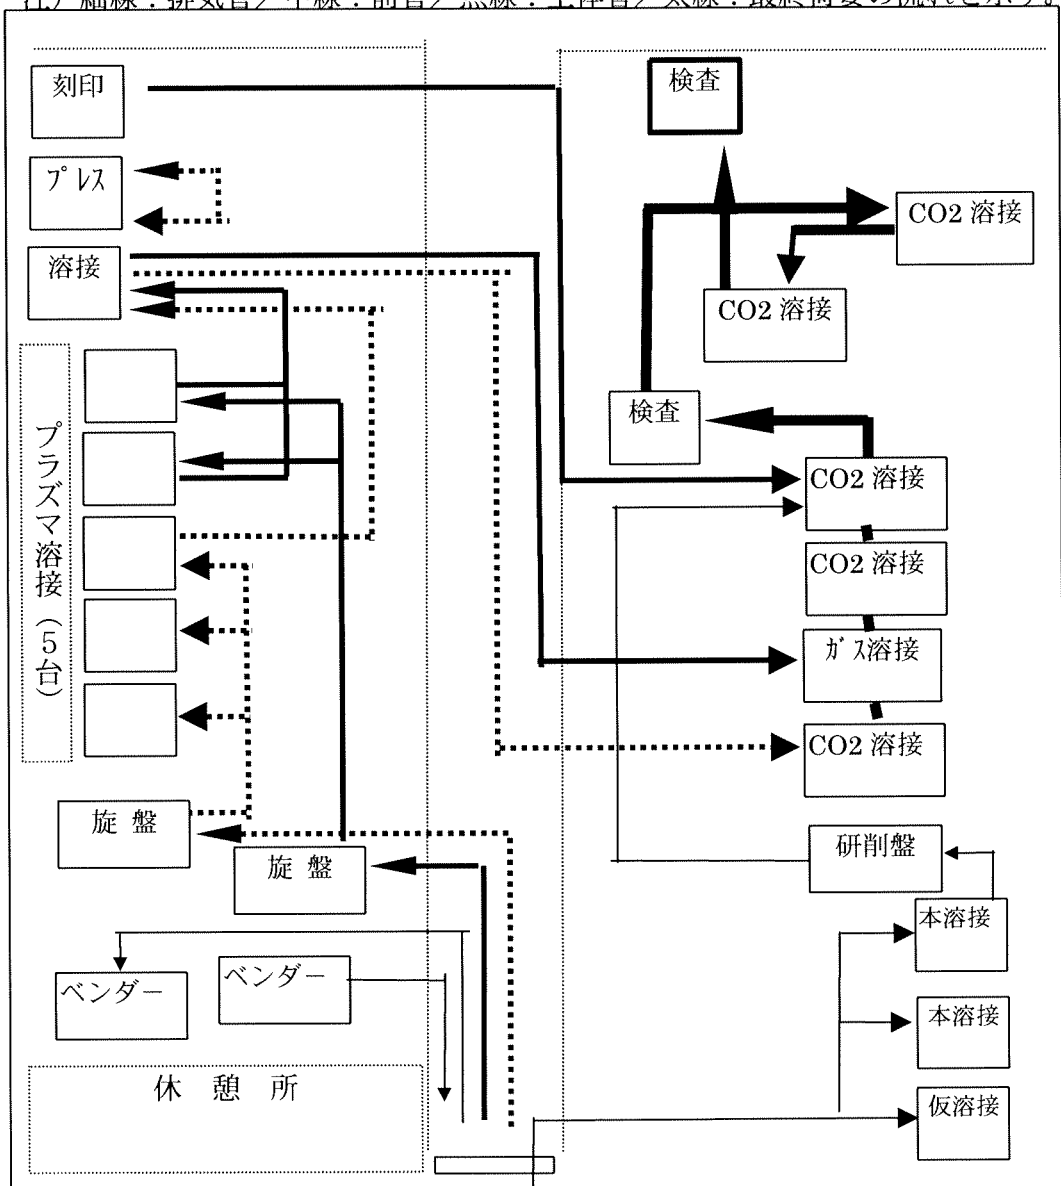 刻印
プレス
溶接
プラズマ溶接(5台)
旋 盤
旋 盤
ベンダー
ベンダー
休 憩 所
検査
CO2 溶接
CO2 溶接
検査
CO2 溶接
CO2 溶接
ガス溶接
CO2 溶接
研削盤
本溶接
本溶接
仮溶接